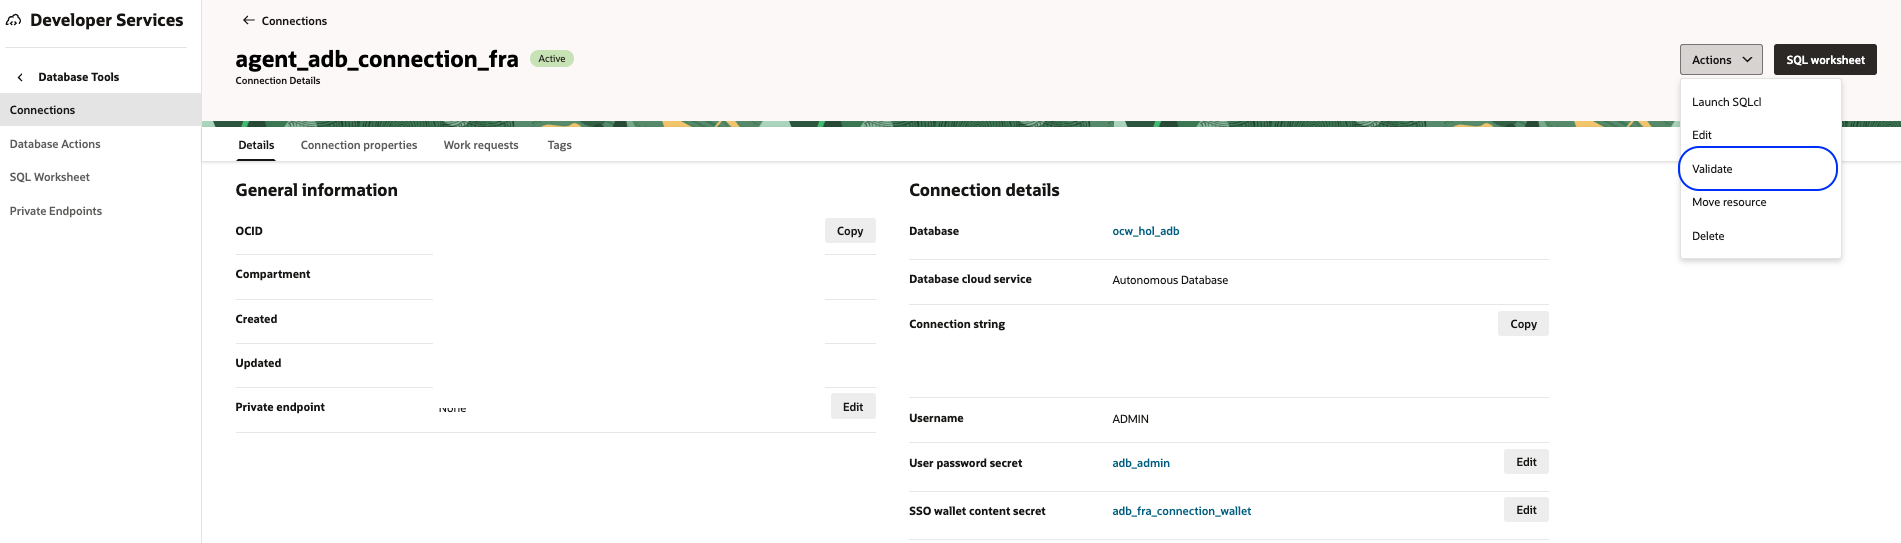 Developer Services
Database Tools
Connections
Database Actions
SQL Worksheet
Private Endpoints
Connections
agent_adb_connection_fra
Active
Connection Details
Actions
SQL worksheet
Launch SQLcl
Edit
Validate
Move resource
Delete
Details
Connection properties
Work requests
Tags
General information
OCID
Copy
Compartment
Created
Updated
Private endpoint
None
Edit
Connection details
Database
ocw_hol_adb
Database cloud service
Autonomous Database
Connection string
Copy
Username
ADMIN
User password secret
adb_admin
Edit
SSO wallet content secret
adb_fra_connection_wallet
Edit